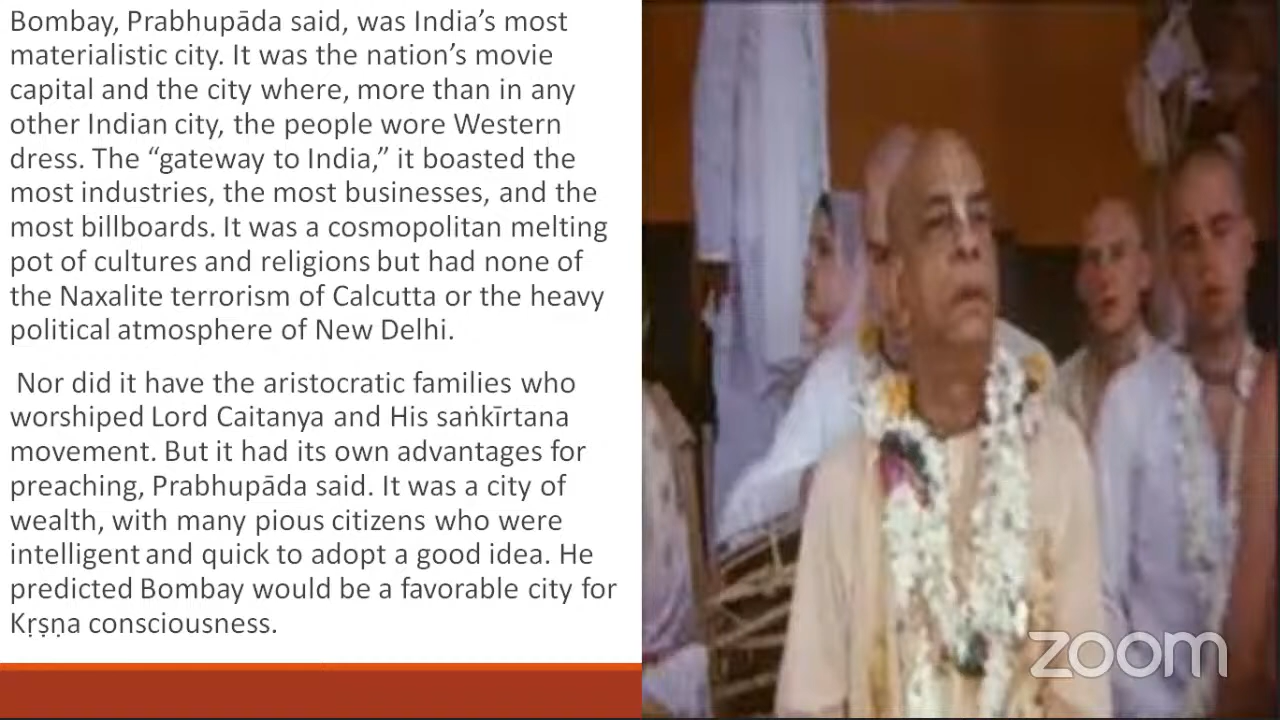 Bombay, Prabhupāda said, was India’s most
materialistic city. It was the nation’s movie
capital and the city where, more than in any
other Indian city, the people wore Western
dress. The “gateway to India,” it boasted the
most industries, the most businesses, and the
most billboards. It was a cosmopolitan melting
pot of cultures and religions but had none of
the Naxalite terrorism of Calcutta or the heavy
political atmosphere of New Delhi.
Nor did it have the aristocratic families who
worshiped Lord Caitanya and His saṅkīrtana
movement. But it had its own advantages for
preaching, Prabhupāda said. It was a city of
wealth, with many pious citizens who were
intelligent and quick to adopt a good idea. He
predicted Bombay would be a favorable city for
Kṛṣṇa consciousness.
zoom